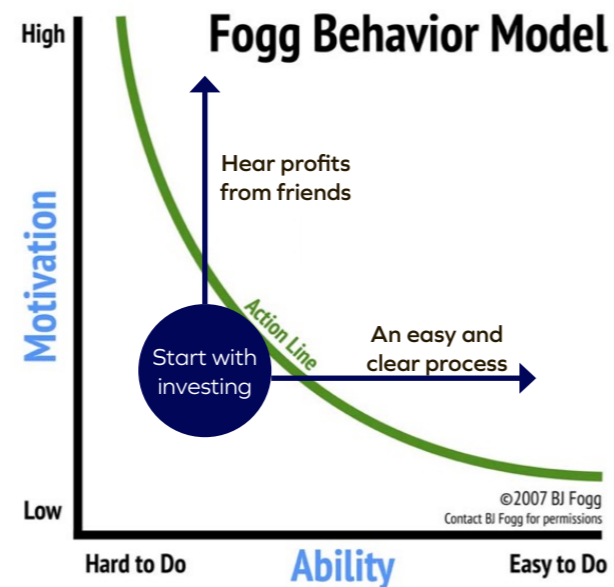 Fogg Behavior Model
High
Hear profits
from friends
Motivation
Action Line
An easy and
clear process
Start with
investing
©2007 BJ Fogg
Contact BJ Fogg for permissions
Low
Hard to Do
Ability
Easy to Do